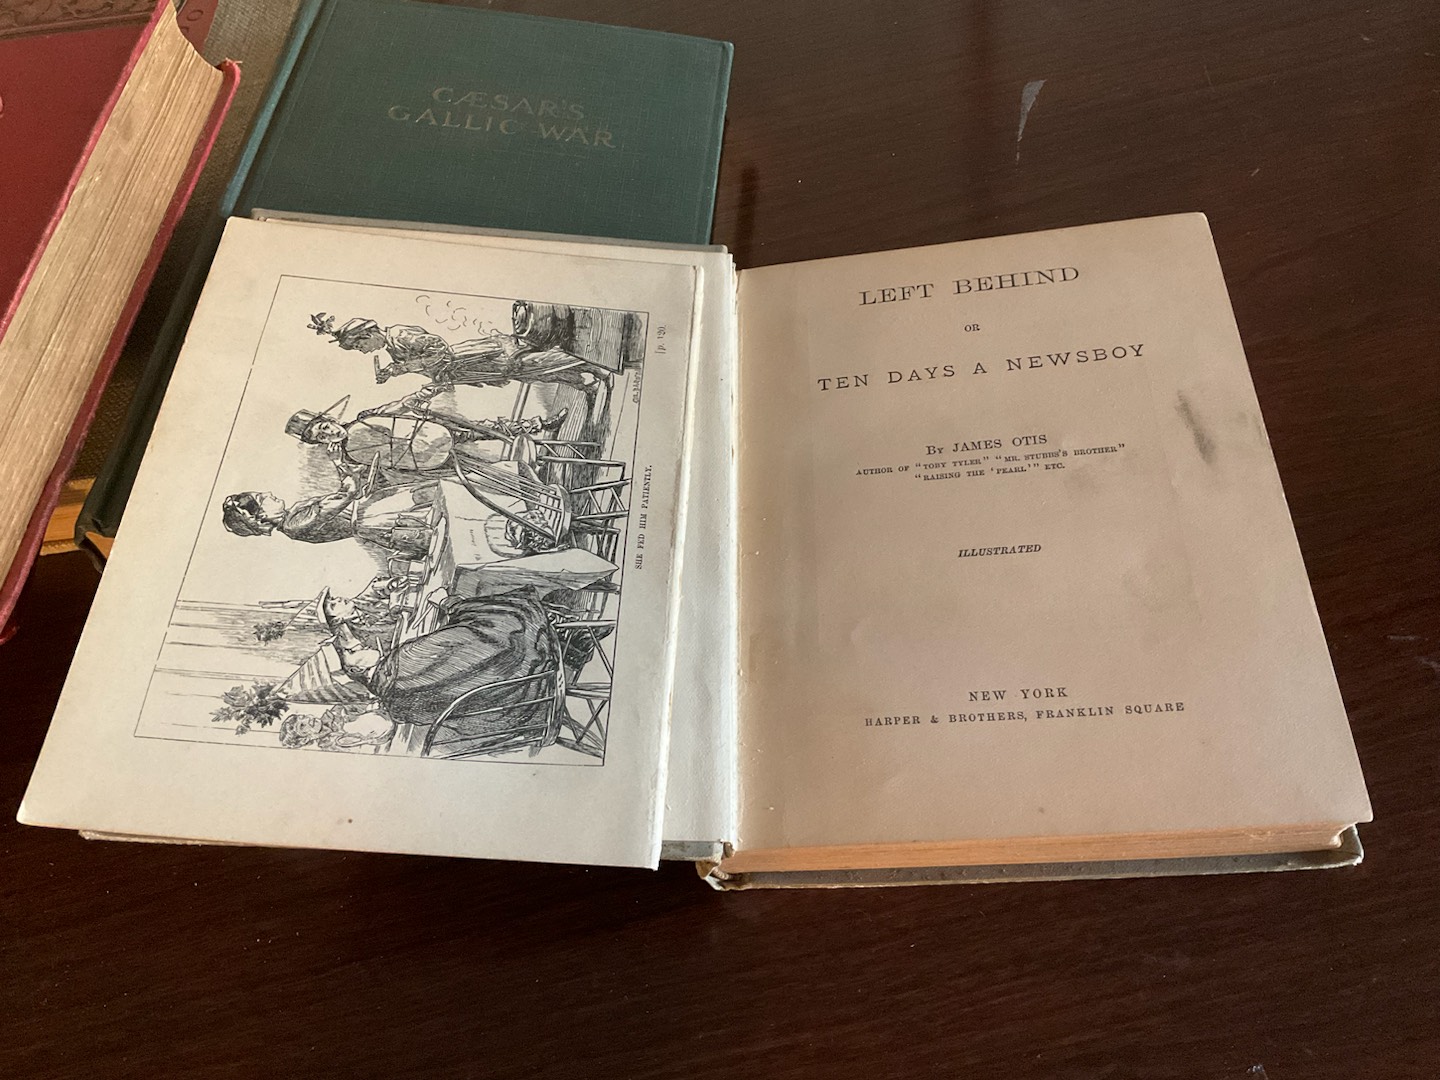 CÆSAR'S
GALLIC WAR
[p. 120.
SHE FED HIM PATIENTLY.
LEFT BEHIND
OR
TEN DAYS A NEWSBOY
By JAMES OTIS
AUTHOR OF "TOBY TYLER" "MR. STUBBS'S BROTHER"
"RAISING THE 'PEARL'" ETC.
ILLUSTRATED
NEW YORK
HARPER & BROTHERS, FRANKLIN SQUARE